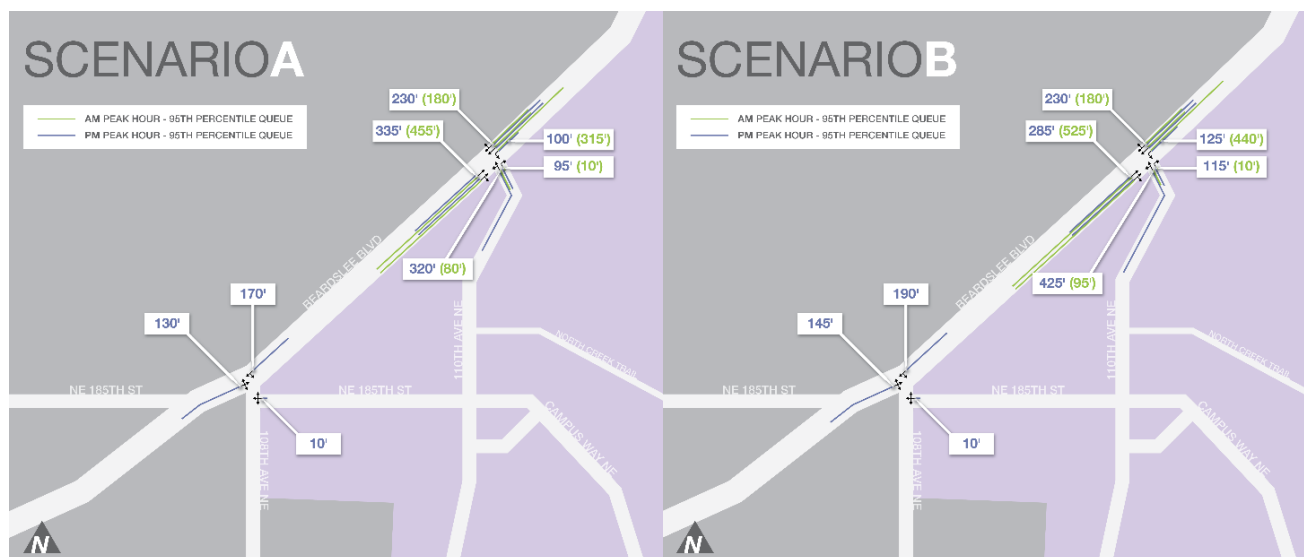 SCENARIOA
AM PEAK HOUR - 95TH PERCENTILE QUEUE
PM PEAK HOUR - 95TH PERCENTILE QUEUE
230' (180')
335' (455')
100' (315')
95' (10')
320' (80')
BEARDSLEE BLVD
170'
130'
110TH AVE NE
NORTH CREEK TRAIL
NE 185TH ST
NE 185TH ST
CAMPUS WAY NE
10'
108TH AVE NE
N
SCENARIOB
AM PEAK HOUR - 95TH PERCENTILE QUEUE
PM PEAK HOUR - 95TH PERCENTILE QUEUE
230' (180')
285' (525')
125' (440')
115' (10')
425' (95')
BEARDSLEE BLVD
190'
145'
110TH AVE NE
NORTH CREEK TRAIL
NE 185TH ST
NE 185TH ST
CAMPUS WAY NE
10'
108TH AVE NE
N